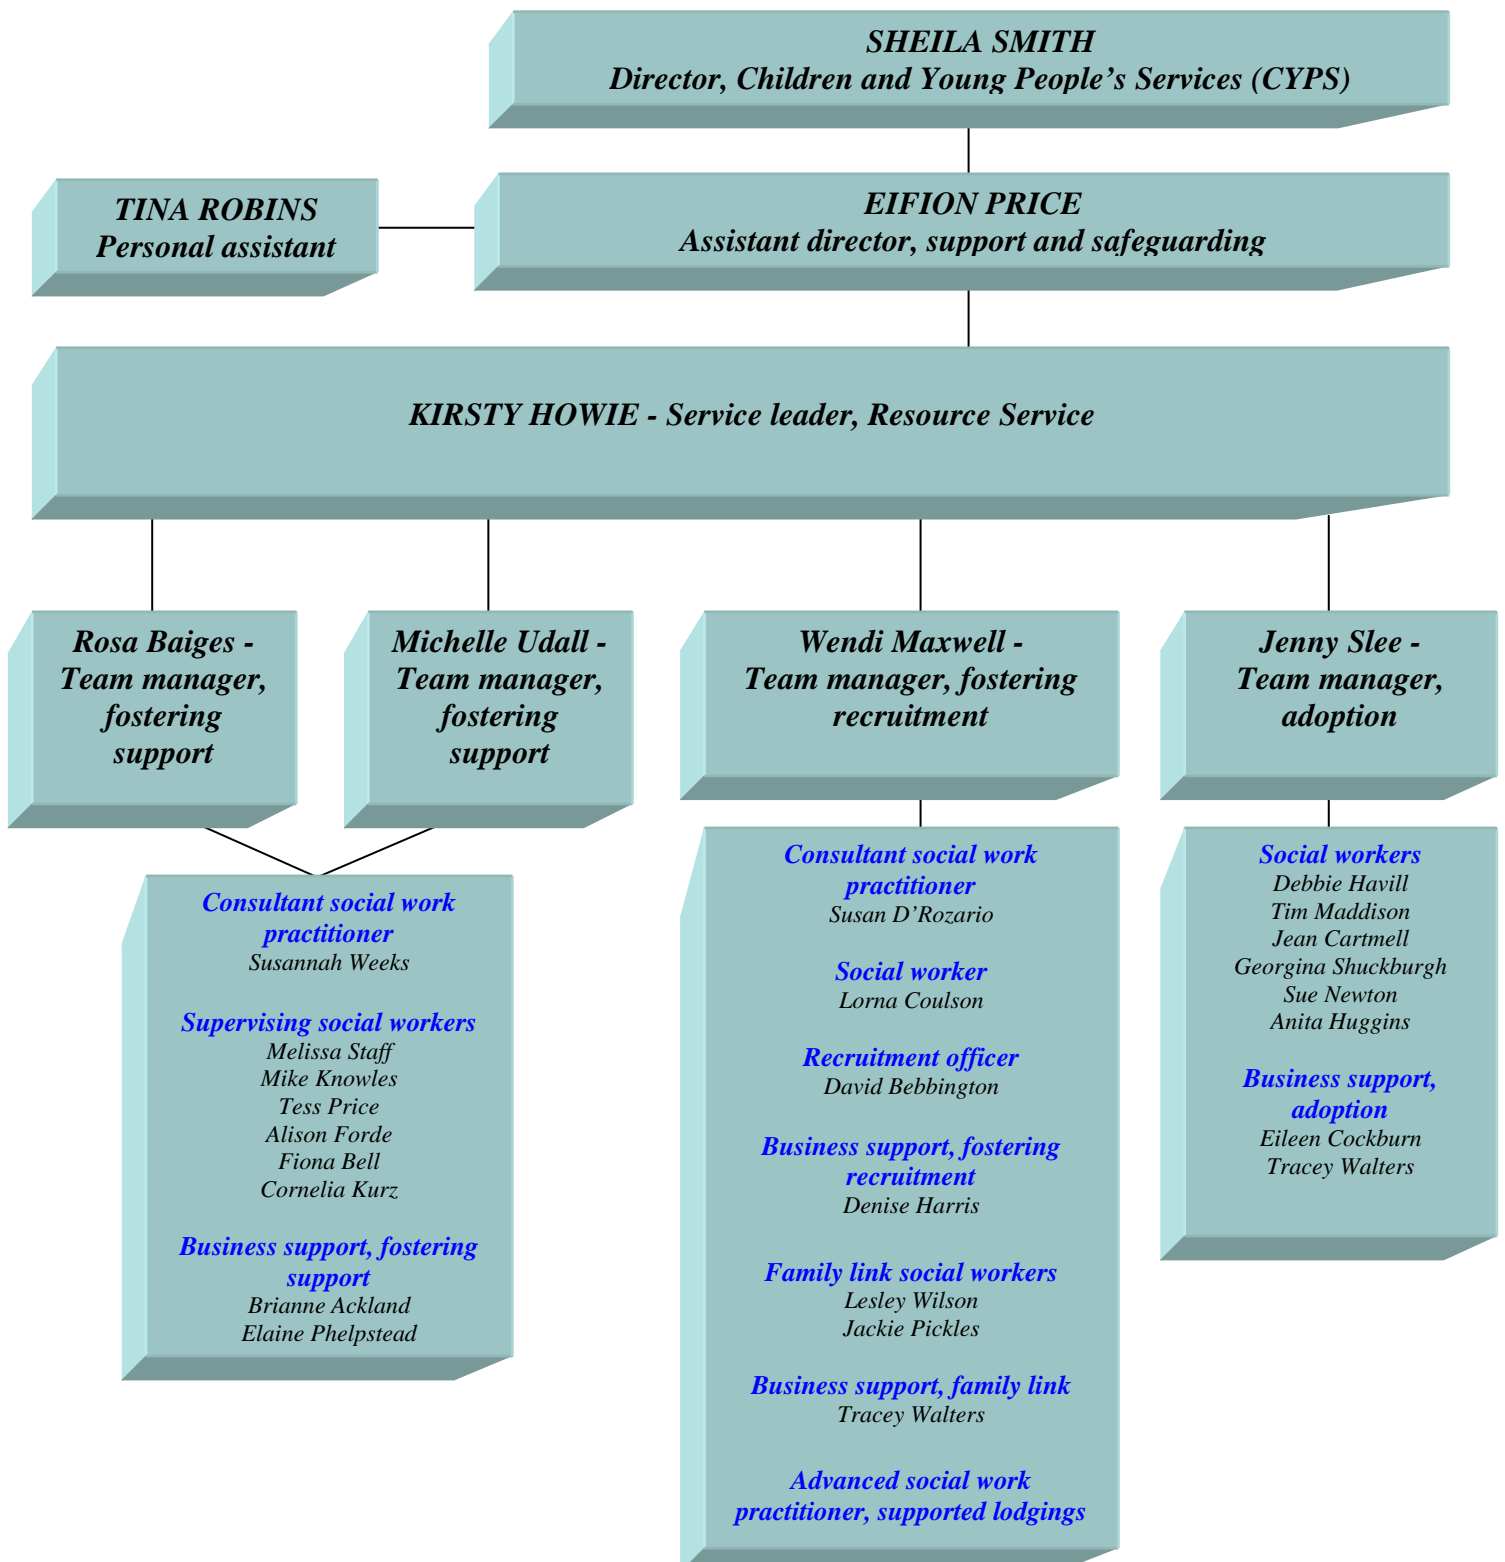 SHEILA SMITH
Director, Children and Young People’s Services (CYPS)
TINA ROBINS
Personal assistant
EIFION PRICE
Assistant director, support and safeguarding
KIRSTY HOWIE - Service leader, Resource Service
Rosa Baiges -
Team manager,
fostering
support
Michelle Udall -
Team manager,
fostering
support
Wendi Maxwell -
Team manager, fostering
recruitment
Jenny Slee -
Team manager,
adoption
Consultant social work
practitioner
Susannah Weeks
Supervising social workers
Melissa Staff
Mike Knowles
Tess Price
Alison Forde
Fiona Bell
Cornelia Kurz
Business support, fostering
support
Brianne Ackland
Elaine Phelpstead
Consultant social work
practitioner
Susan D’Rozario
Social worker
Lorna Coulson
Recruitment officer
David Bebbington
Business support, fostering
recruitment
Denise Harris
Family link social workers
Lesley Wilson
Jackie Pickles
Business support, family link
Tracey Walters
Advanced social work
practitioner, supported lodgings
Social workers
Debbie Havill
Tim Maddison
Jean Cartmell
Georgina Shuckburgh
Sue Newton
Anita Huggins
Business support,
adoption
Eileen Cockburn
Tracey Walters